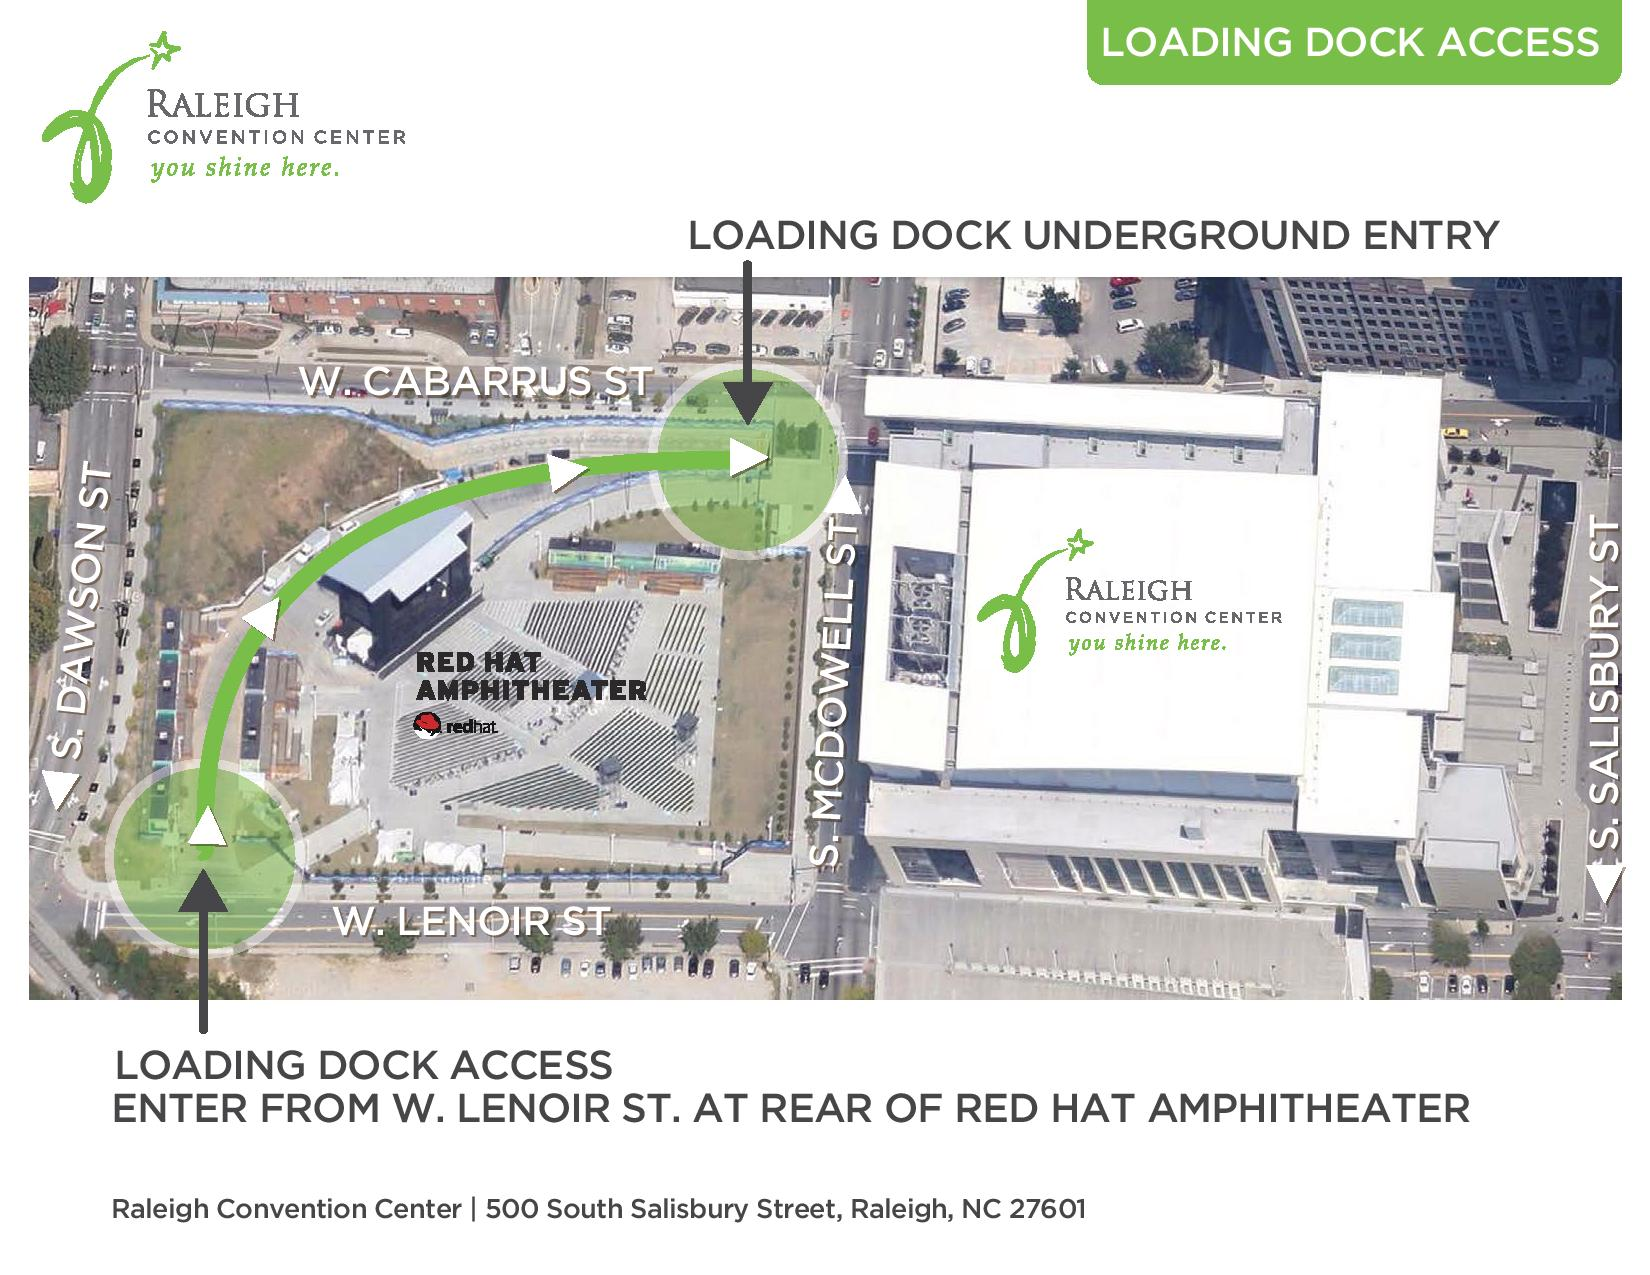 LOADING DOCK ACCESS
RALEIGH
CONVENTION CENTER
you shine here.
LOADING DOCK UNDERGROUND ENTRY
W. CABARRUS ST
S. DAWSON ST
RED HAT
AMPHITHEATER
redhat
S. MCDOWELL ST
RALEIGH
CONVENTION CENTER
you shine here.
S. SALISBURY ST
W. LENOIR ST
LOADING DOCK ACCESS
ENTER FROM W. LENOIR ST. AT REAR OF RED HAT AMPHITHEATER
Raleigh Convention Center | 500 South Salisbury Street, Raleigh, NC 27601